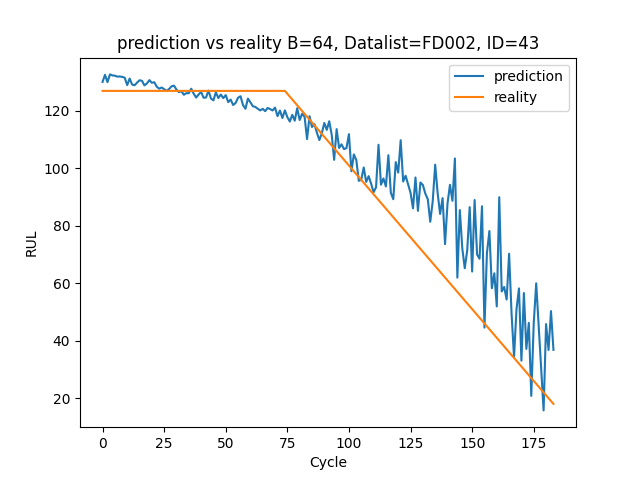 prediction vs reality B=64, Datalist=FD002, ID=43
prediction
reality
RUL
120
100
80
60
40
20
0 25 50 75 100 125 150 175
Cycle